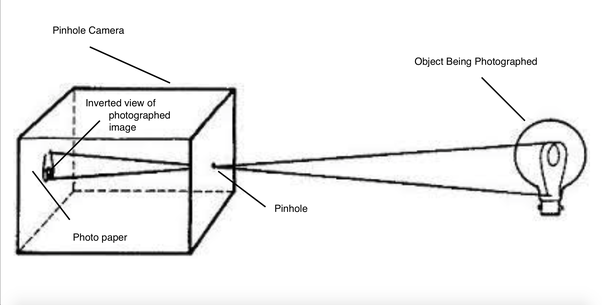 Pinhole Camera
Object Being Photographed
Inverted view of
photographed
image
Pinhole
Photo paper